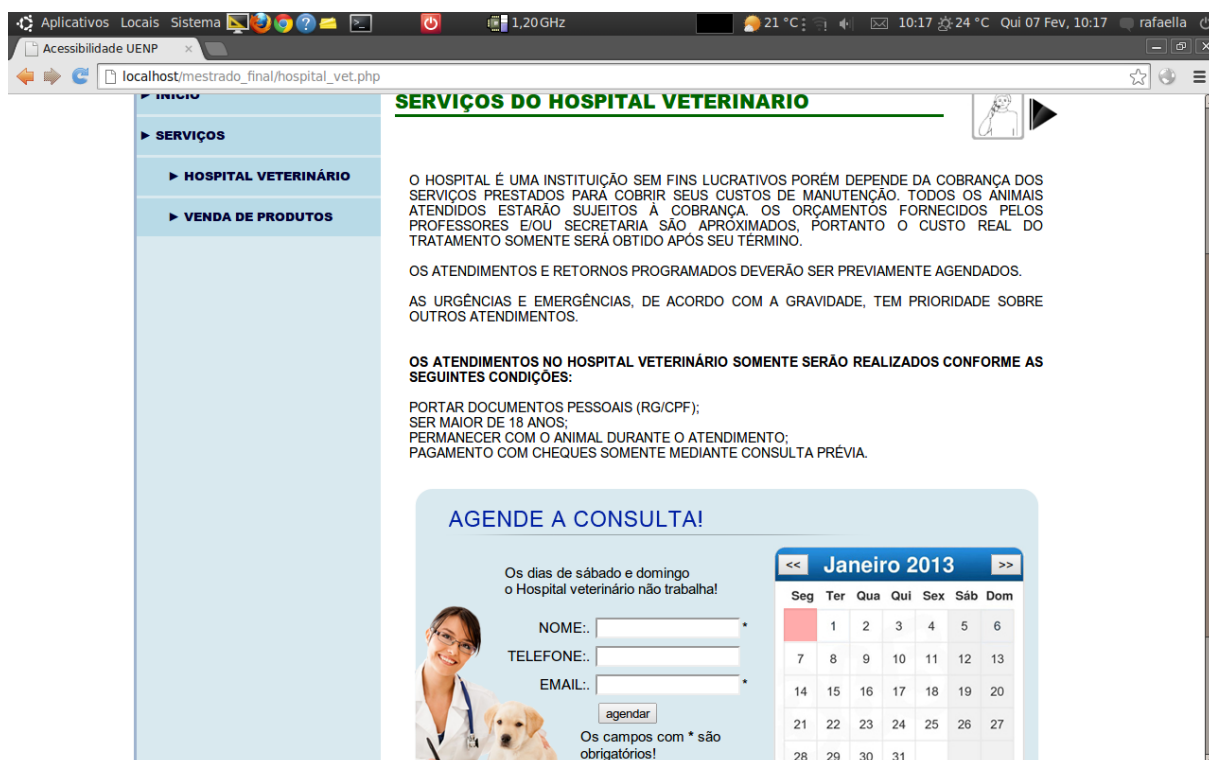 Aplicativos Locais Sistema 1,20 GHz 21 °C 10:17 24 °C Qui 07 Fev, 10:17 rafaella
Acessibilidade UENP
localhost/mestrado_final/hospital_vet.php
► INÍCIO
► SERVIÇOS
► HOSPITAL VETERINÁRIO
► VENDA DE PRODUTOS
SERVIÇOS DO HOSPITAL VETERINÁRIO
O HOSPITAL É UMA INSTITUIÇÃO SEM FINS LUCRATIVOS PORÉM DEPENDE DA COBRANÇA DOS
SERVIÇOS PRESTADOS PARA COBRIR SEUS CUSTOS DE MANUTENÇÃO. TODOS OS ANIMAIS
ATENDIDOS ESTARÃO SUJEITOS À COBRANÇA. OS ORÇAMENTOS FORNECIDOS PELOS
PROFESSORES E/OU SECRETARIA SÃO APROXIMADOS, PORTANTO O CUSTO REAL DO
TRATAMENTO SOMENTE SERÁ OBTIDO APÓS SEU TÉRMINO.
OS ATENDIMENTOS E RETORNOS PROGRAMADOS DEVERÃO SER PREVIAMENTE AGENDADOS.
AS URGÊNCIAS E EMERGÊNCIAS, DE ACORDO COM A GRAVIDADE, TEM PRIORIDADE SOBRE
OUTROS ATENDIMENTOS.
OS ATENDIMENTOS NO HOSPITAL VETERINÁRIO SOMENTE SERÃO REALIZADOS CONFORME AS
SEGUINTES CONDIÇÕES:
PORTAR DOCUMENTOS PESSOAIS (RG/CPF);
SER MAIOR DE 18 ANOS;
PERMANECER COM O ANIMAL DURANTE O ATENDIMENTO;
PAGAMENTO COM CHEQUES SOMENTE MEDIANTE CONSULTA PRÉVIA.
AGENDE A CONSULTA!
Os dias de sábado e domingo
o Hospital veterinário não trabalha!
NOME:. *
TELEFONE:.
EMAIL:. *
agendar
Os campos com * são
obrigatórios!
<< Janeiro 2013 >>
Seg Ter Qua Qui Sex Sáb Dom
1 2 3 4 5 6
7 8 9 10 11 12 13
14 15 16 17 18 19 20
21 22 23 24 25 26 27
28 29 30 31